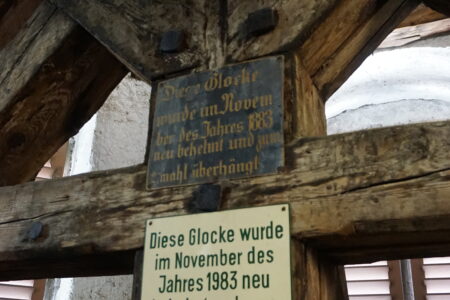 Diese Glocke
wurde im Novem
ber des Jahres 1883
neu behelmt und zum
mahl überhängt
Diese Glocke wurde
im November des
Jahres 1983 neu